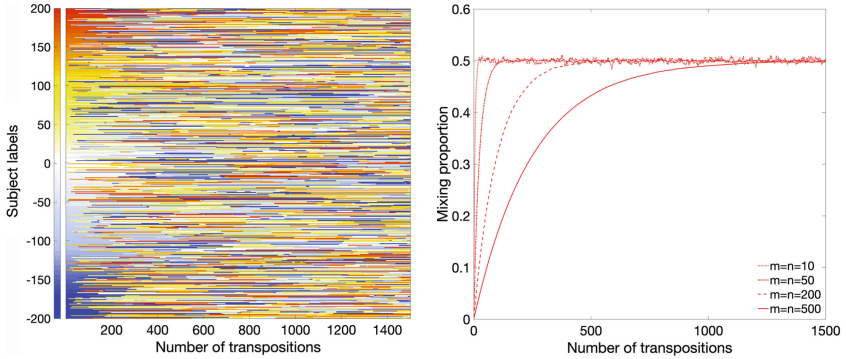 200
150
100
50
0
-50
-100
-150
-200
Subject labels
200 400 600 800 1000 1200 1400
Number of transpositions
0.6
0.5
0.4
0.3
0.2
0.1
0
Mixing proportion
0 500 1000 1500
Number of transpositions
m=n=10
m=n=50
m=n=200
m=n=500